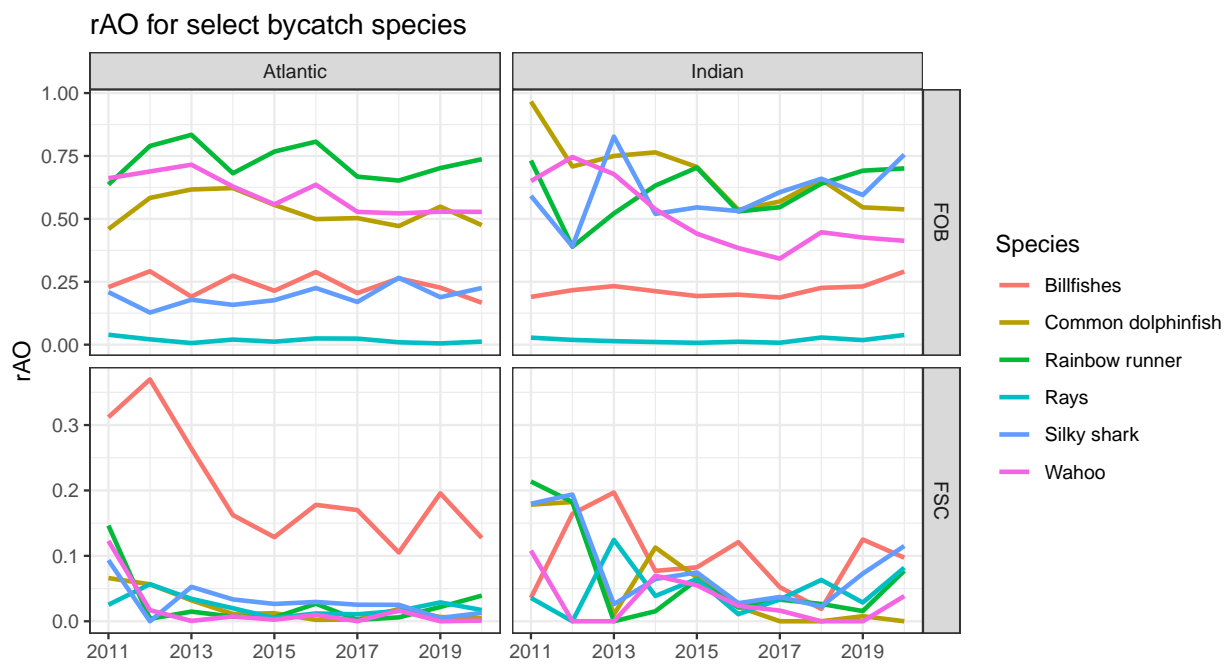 rAO for select bycatch species
Atlantic
Indian
1.00
0.75
0.50
0.25
0.00
FOB
rAO
0.3
0.2
0.1
0.0
FSC
2011
2013
2015
2017
2019
2011
2013
2015
2017
2019
Species
Billfishes
Common dolphinfish
Rainbow runner
Rays
Silky shark
Wahoo